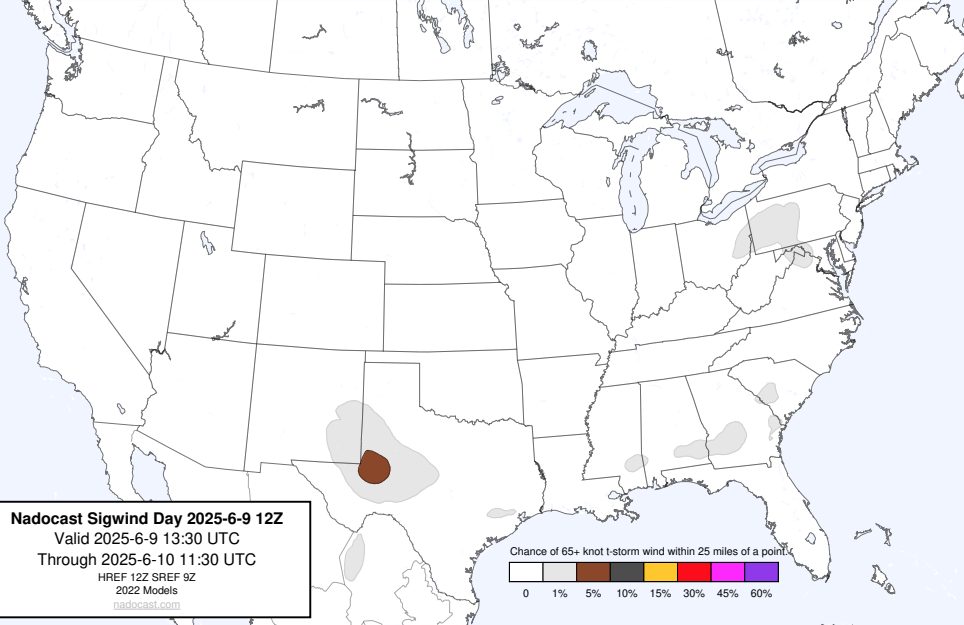 Nadocast Sigwind Day 2025-6-9 12Z
Valid 2025-6-9 13:30 UTC
Through 2025-6-10 11:30 UTC
HREF 12Z SREF 9Z
2022 Models
nadocast.com
Chance of 65+ knot t-storm wind within 25 miles of a point.
0 1% 5% 10% 15% 30% 45% 60%